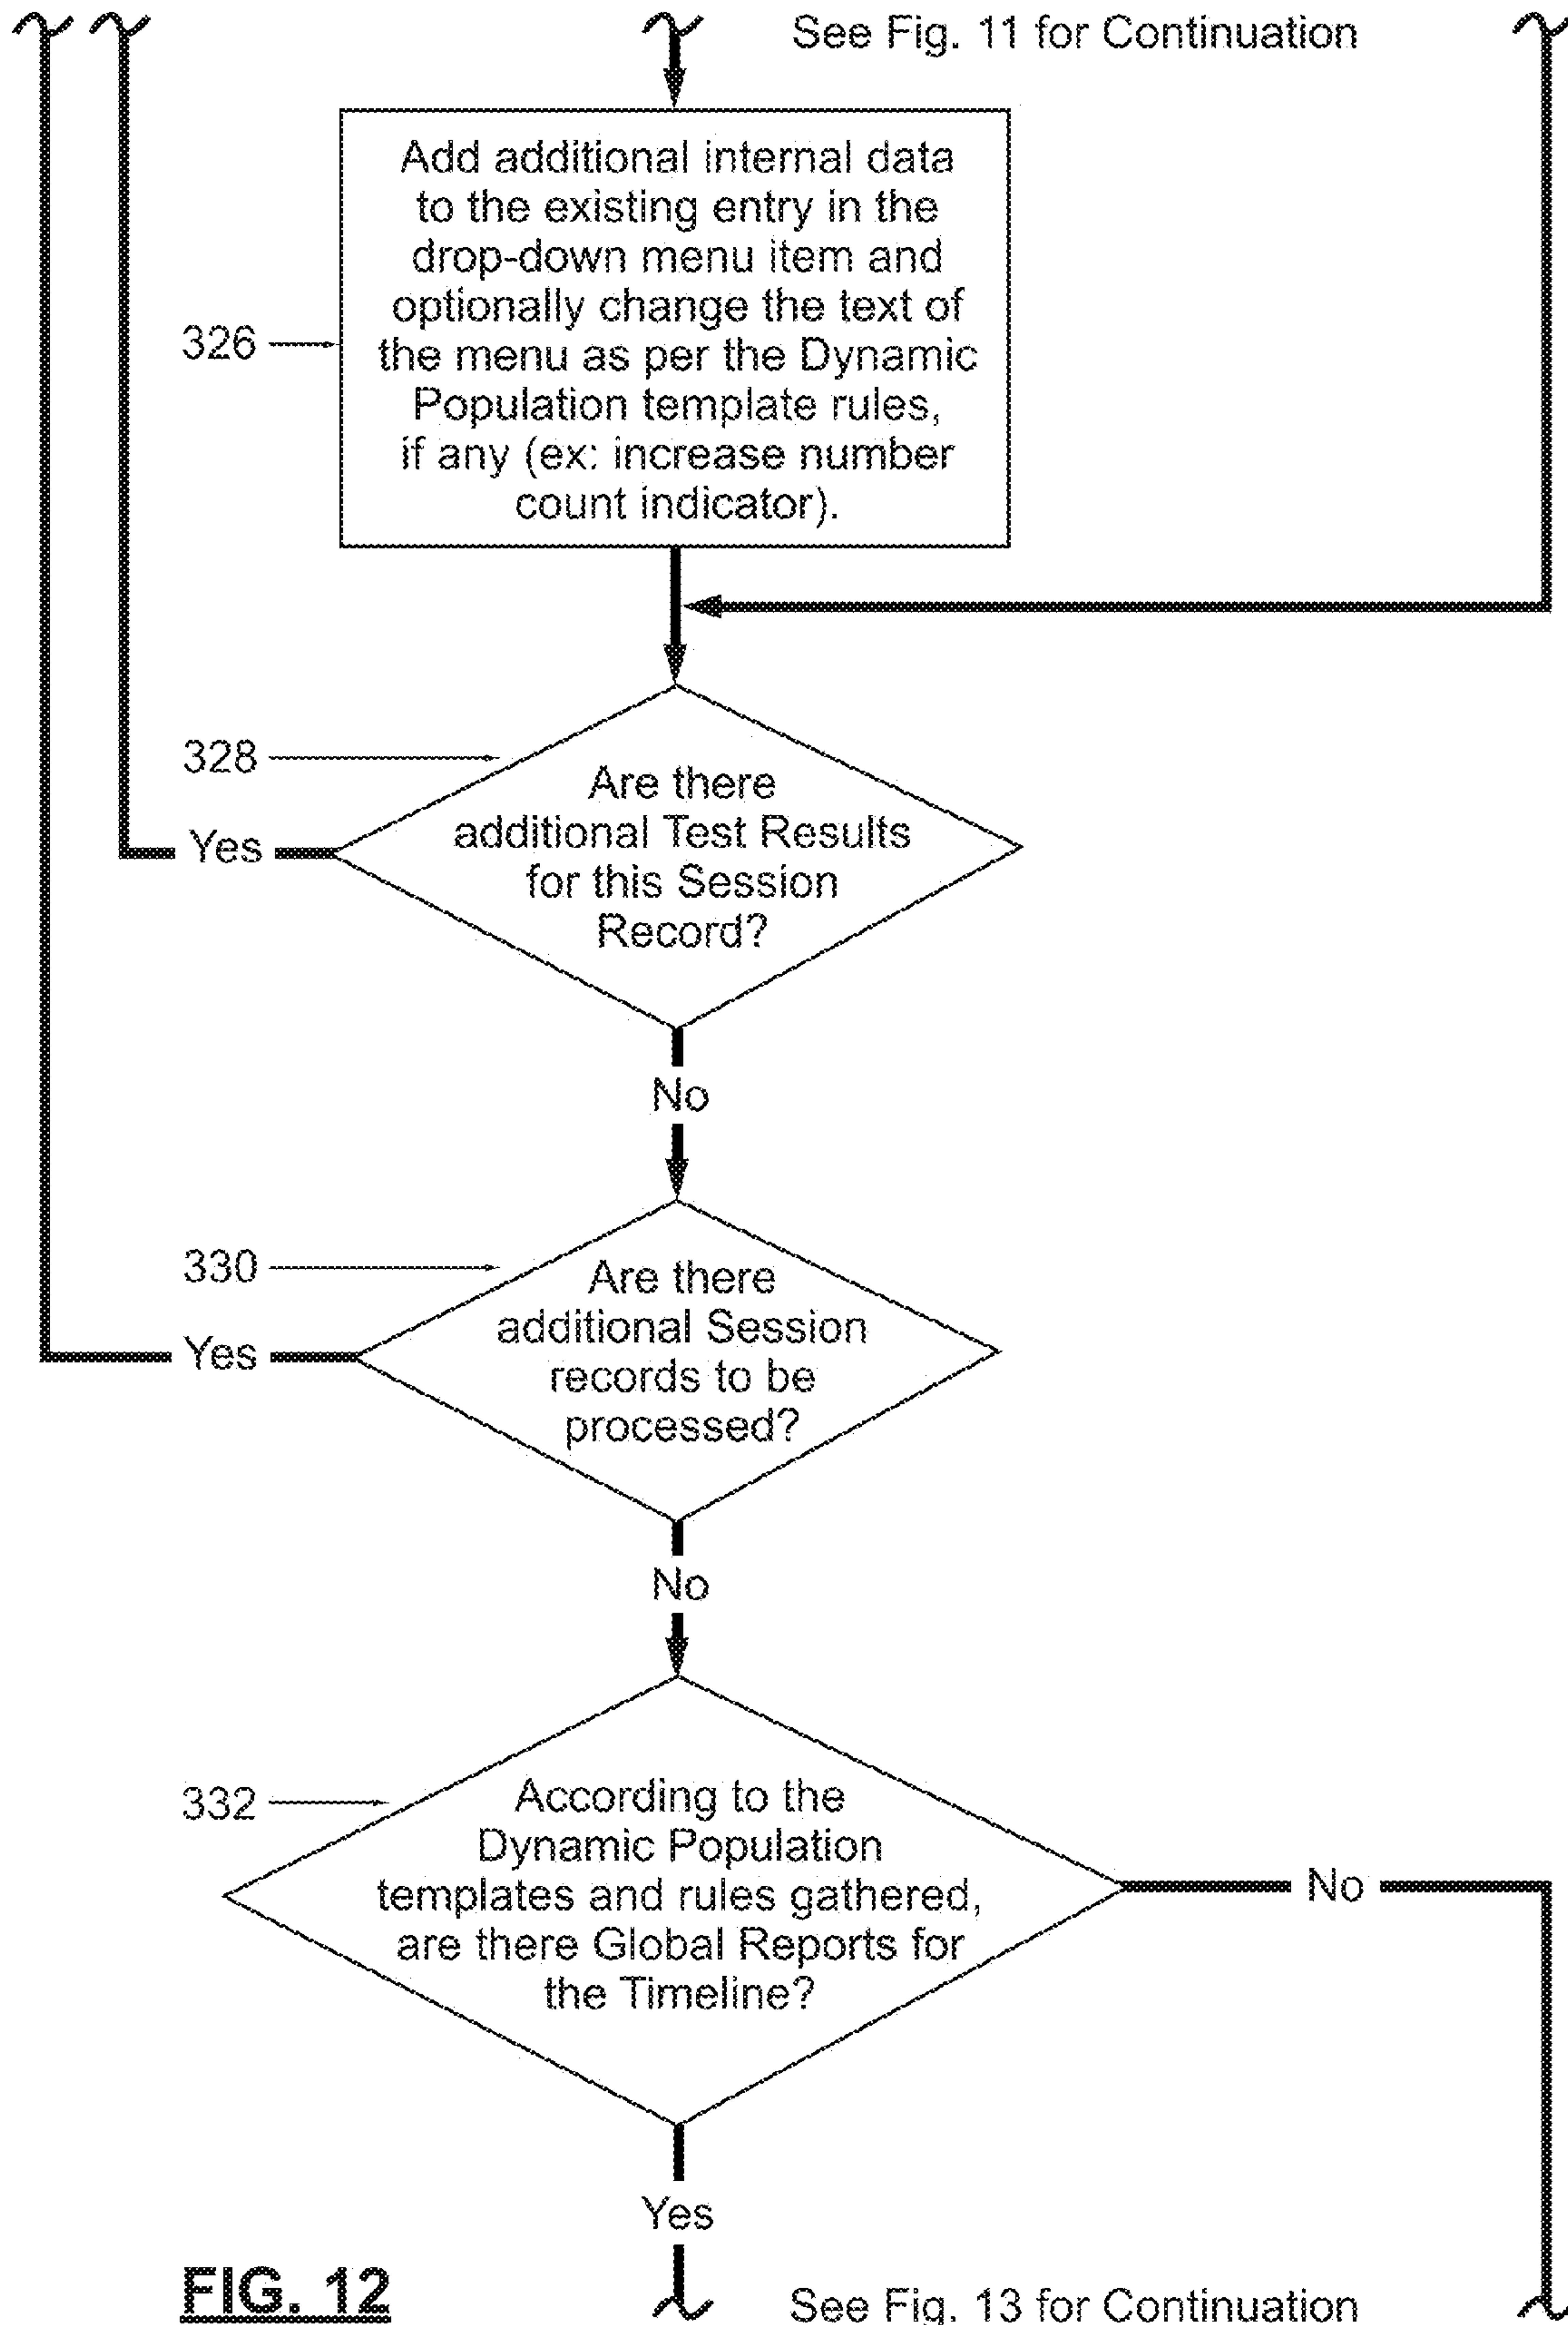 See Fig. 11 for Continuation
Add additional internal data
to the existing entry in the
drop-down menu item and
optionally change the text of
the menu as per the Dynamic
Population template rules,
if any (ex: increase number
count indicator).
326
328
Are there
additional Test Results
for this Session
Record?
Yes
No
330
Are there
additional Session
records to be
processed?
Yes
No
332
According to the
Dynamic Population
templates and rules gathered,
are there Global Reports for
the Timeline?
No
Yes
FIG. 12
See Fig. 13 for Continuation